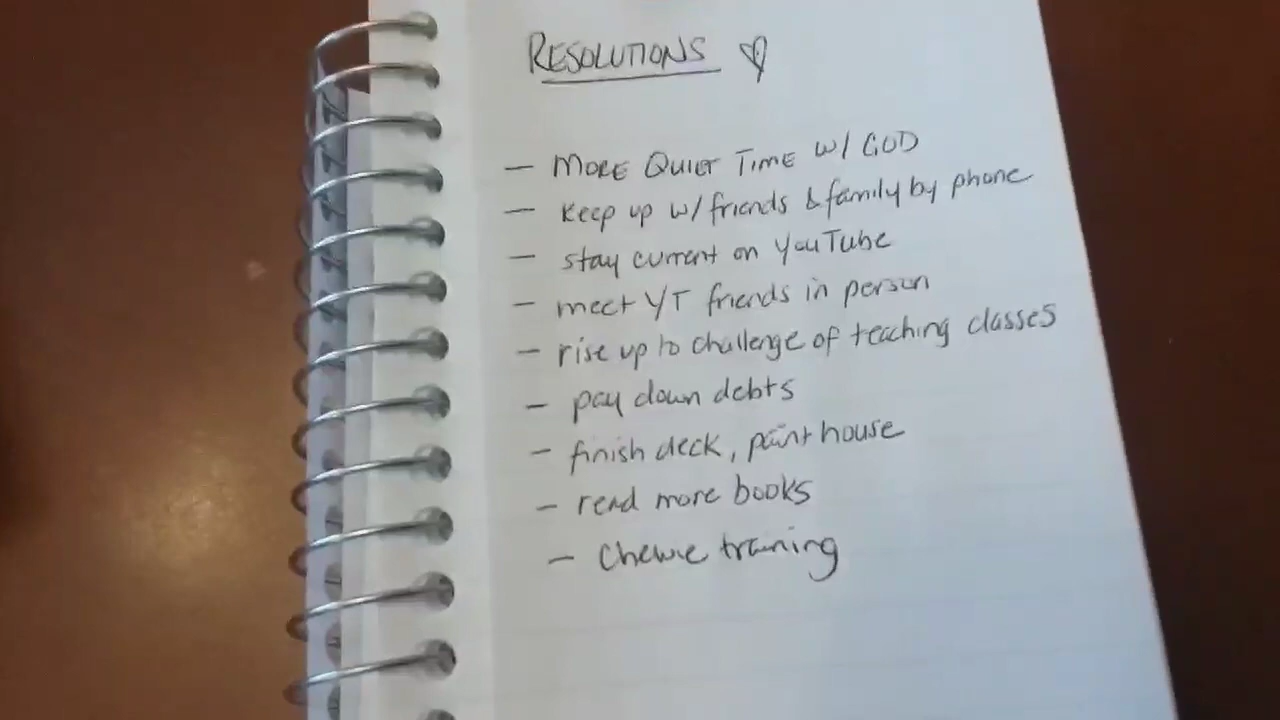 RESOLUTIONS
- MORE QUIET TIME W/ GOD
- keep up w/ friends & family by phone
- stay current on YouTube
- meet YT friends in person
- rise up to challenge of teaching classes
- pay down debts
- finish deck, paint house
- read more books
- Chewie training